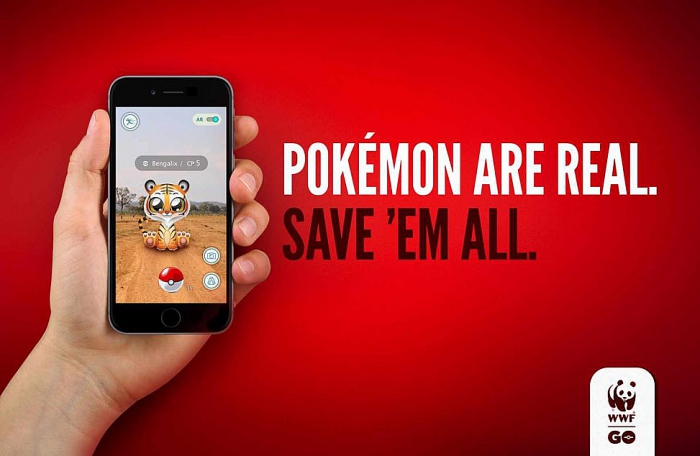 AR
Bengalix / CP 5
POKÉMON ARE REAL.
SAVE 'EM ALL.
WWF
GO